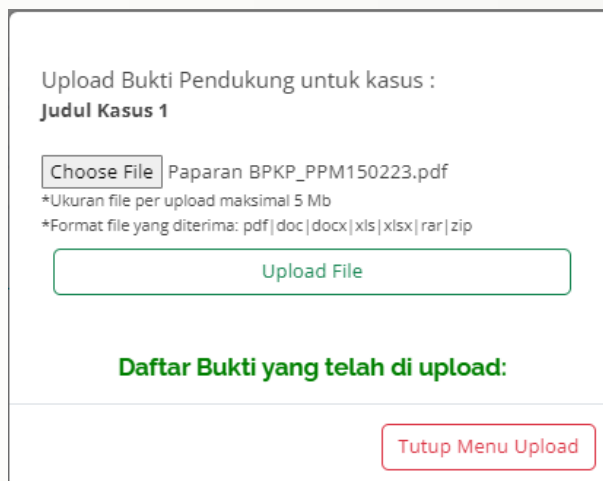 Upload Bukti Pendukung untuk kasus :
Judul Kasus 1
Choose File Paparan BPKP_PPM150223.pdf
*Ukuran file per upload maksimal 5 Mb
*Format file yang diterima: pdf|doc|docx|xls|xlsx|rar|zip
Upload File
Daftar Bukti yang telah di upload:
Tutup Menu Upload